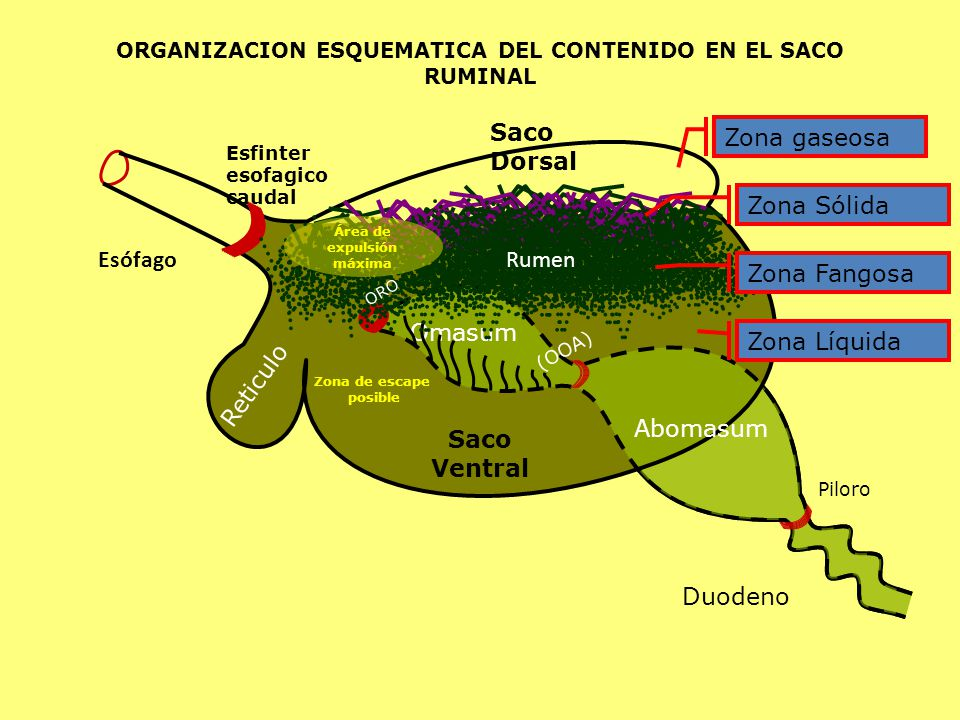 ORGANIZACION ESQUEMATICA DEL CONTENIDO EN EL SACO
RUMINAL
Saco
Dorsal
Zona gaseosa
Esfinter
esofagico
caudal
Zona Sólida
Área de
expulsión
máxima
Esófago
Rumen
Zona Fangosa
ORO
Omasum
(OOA)
Zona Líquida
Reticulo
Zona de escape
posible
Abomasum
Saco
Ventral
Piloro
Duodeno